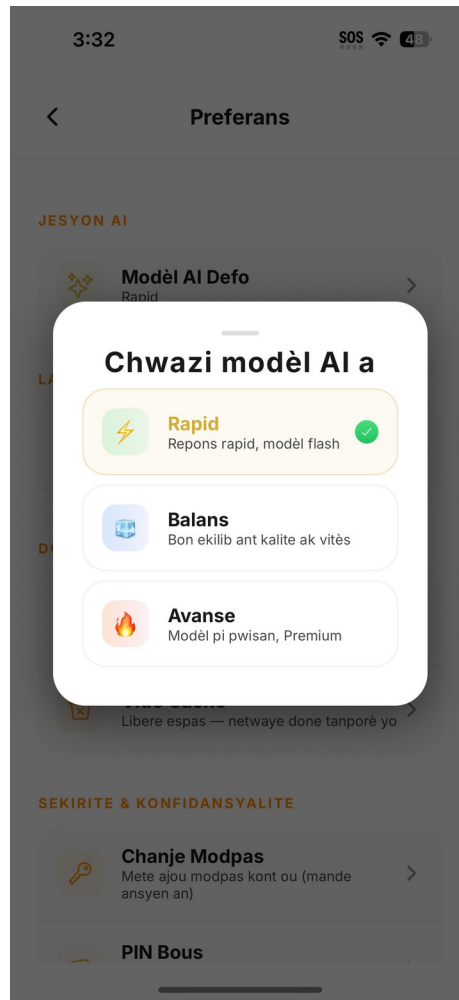 3:32
SOS
48
Preferans
JESYON AI
Modèl AI Defo
Rapid
Chwazi modèl AI a
Rapid
Repons rapid, modèl flash
Balans
Bon ekilib ant kalite ak vitès
Avanse
Modèl pi pwisan, Premium
Libere espas — netwaye done tanporè yo
SEKIRITE & KONFIDANSYALITE
Chanje Modpas
Mete ajou modpas kont ou (mande
ansyen an)
PIN Bous